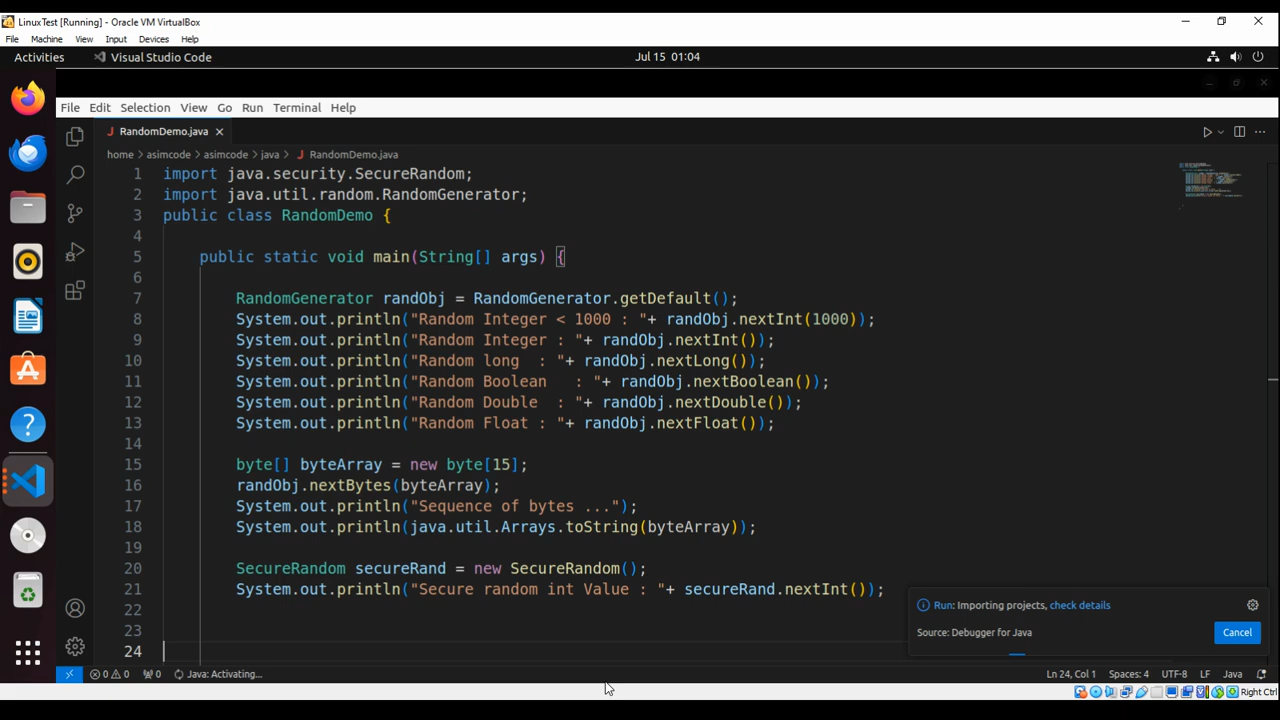 LinuxTest [Running] - Oracle VM VirtualBox
File Machine View Input Devices Help
Activities Visual Studio Code Jul 15 01:04
File Edit Selection View Go Run Terminal Help
J RandomDemo.java
home > asimcode > asimcode > java > J RandomDemo.java
1 import java.security.SecureRandom;
2 import java.util.random.RandomGenerator;
3 public class RandomDemo {
4
5 public static void main(String[] args) {
6
7 RandomGenerator randObj = RandomGenerator.getDefault();
8 System.out.println("Random Integer < 1000 : "+ randObj.nextInt(1000));
9 System.out.println("Random Integer : "+ randObj.nextInt());
10 System.out.println("Random long  : "+ randObj.nextLong());
11 System.out.println("Random Boolean   : "+ randObj.nextBoolean());
12 System.out.println("Random Double  : "+ randObj.nextDouble());
13 System.out.println("Random Float : "+ randObj.nextFloat());
14
15 byte[] byteArray = new byte[15];
16 randObj.nextBytes(byteArray);
17 System.out.println("Sequence of bytes ...");
18 System.out.println(java.util.Arrays.toString(byteArray));
19
20 SecureRandom secureRand = new SecureRandom();
21 System.out.println("Secure random int Value : "+ secureRand.nextInt());
22
23
24
Run: Importing projects, check details
Source: Debugger for Java Cancel
0 0 0 Java: Activating... Ln 24, Col 1 Spaces: 4 UTF-8 LF Java
Right Ctrl